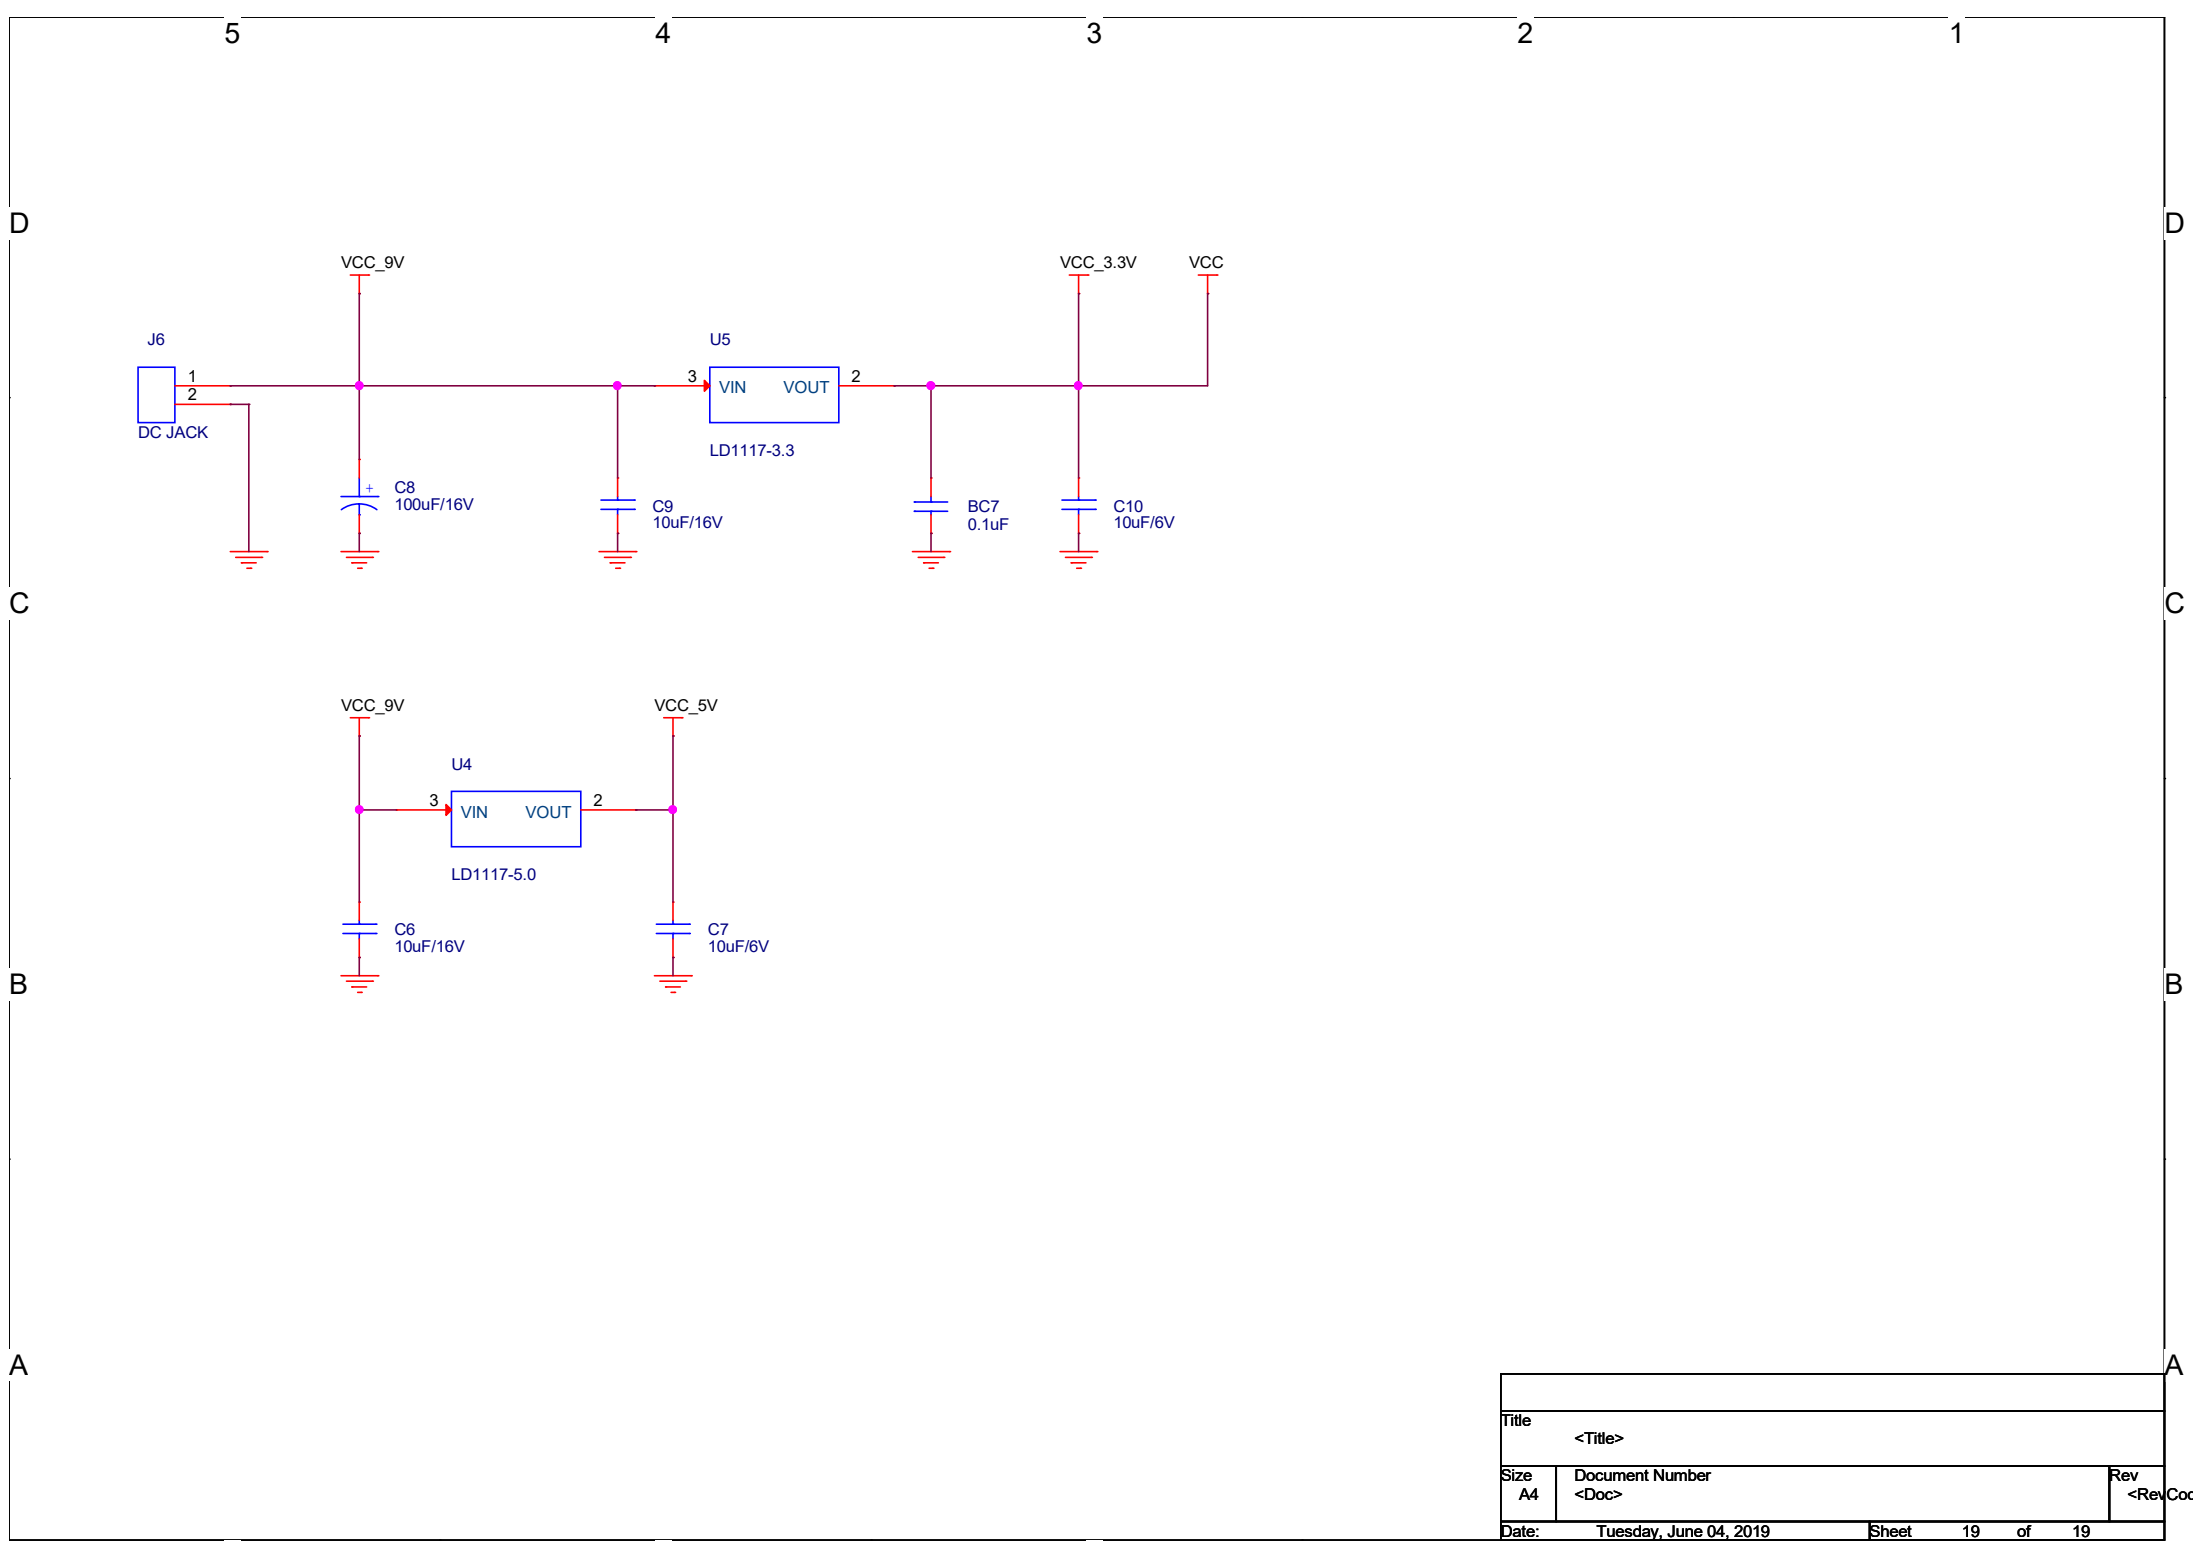 5 4 3 2 1
D D
VCC_9V VCC_3.3V VCC
J6 U5
1 3 VIN VOUT 2
2
DC JACK
LD1117-3.3
+ C8
100uF/16V
C9
10uF/16V
BC7
0.1uF
C10
10uF/6V
C C
VCC_9V VCC_5V
U4
3 VIN VOUT 2
LD1117-5.0
C6
10uF/16V
C7
10uF/6V
B B
A A
Title
<Title>
Size Document Number Rev
A4 <Doc> <RevCod
Date: Tuesday, June 04, 2019 Sheet 19 of 19